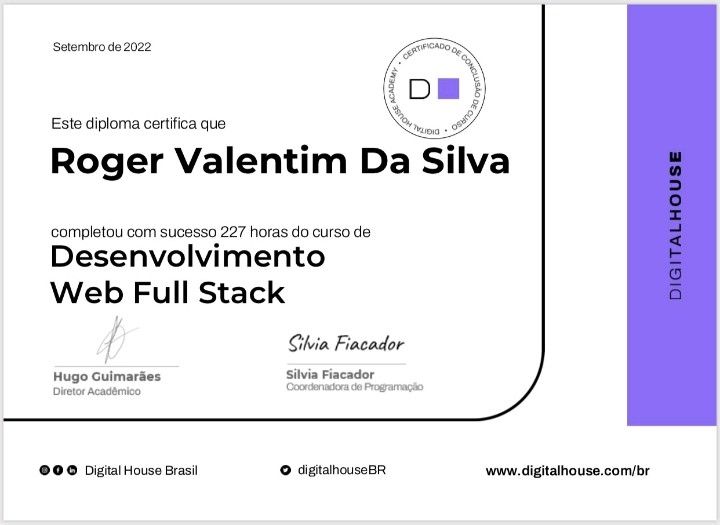 Setembro de 2022
CERTIFICADO DE CONCLUSÃO DE CURSO • DIGITAL HOUSE ACADEMY •
D
Este diploma certifica que
Roger Valentim Da Silva
completou com sucesso 227 horas do curso de
Desenvolvimento
Web Full Stack
Silvia Fiacador
Hugo Guimarães
Diretor Acadêmico
Silvia Fiacador
Coordenadora de Programação
DIGITALHOUSE
Digital House Brasil
digitalhouseBR
www.digitalhouse.com/br